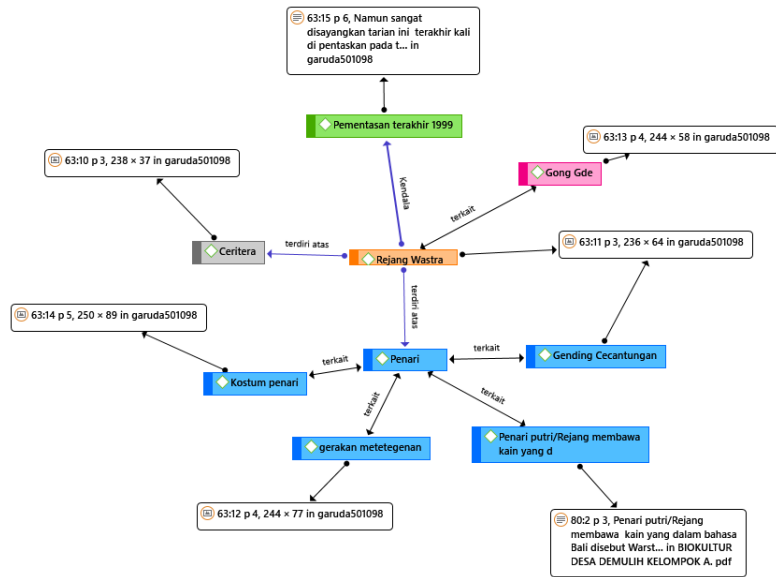 63:15 p 6, Namun sangat
disayangkan tarian ini terakhir kali
di pentaskan pada t... in
garuda501098
Pementasan terakhir 1999
63:13 p 4, 244 × 58 in garuda501098
63:10 p 3, 238 × 37 in garuda501098
Gong Gde
Kendala
terkait
Ceritera
terdiri atas
Rejang Wastra
63:11 p 3, 236 × 64 in garuda501098
terdiri atas
63:14 p 5, 250 × 89 in garuda501098
Penari
terkait
Gending Cecantungan
terkait
Kostum penari
terkait
terkait
gerakan metetegenan
Penari putri/Rejang membawa
kain yang d
63:12 p 4, 244 × 77 in garuda501098
80:2 p 3, Penari putri/Rejang
membawa kain yang dalam bahasa
Bali disebut Warst... in BIOKULTUR
DESA DEMULIH KELOMPOK A. pdf